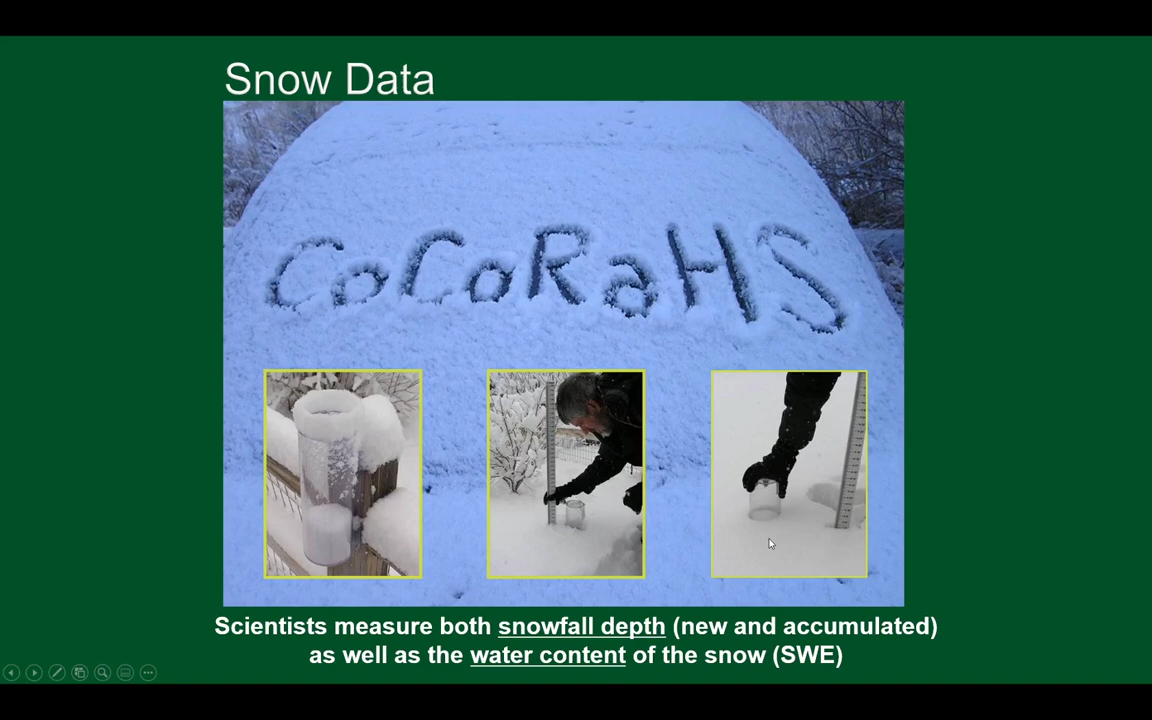 Snow Data
CoCoRaHS
Scientists measure both snowfall depth (new and accumulated)
as well as the water content of the snow (SWE)